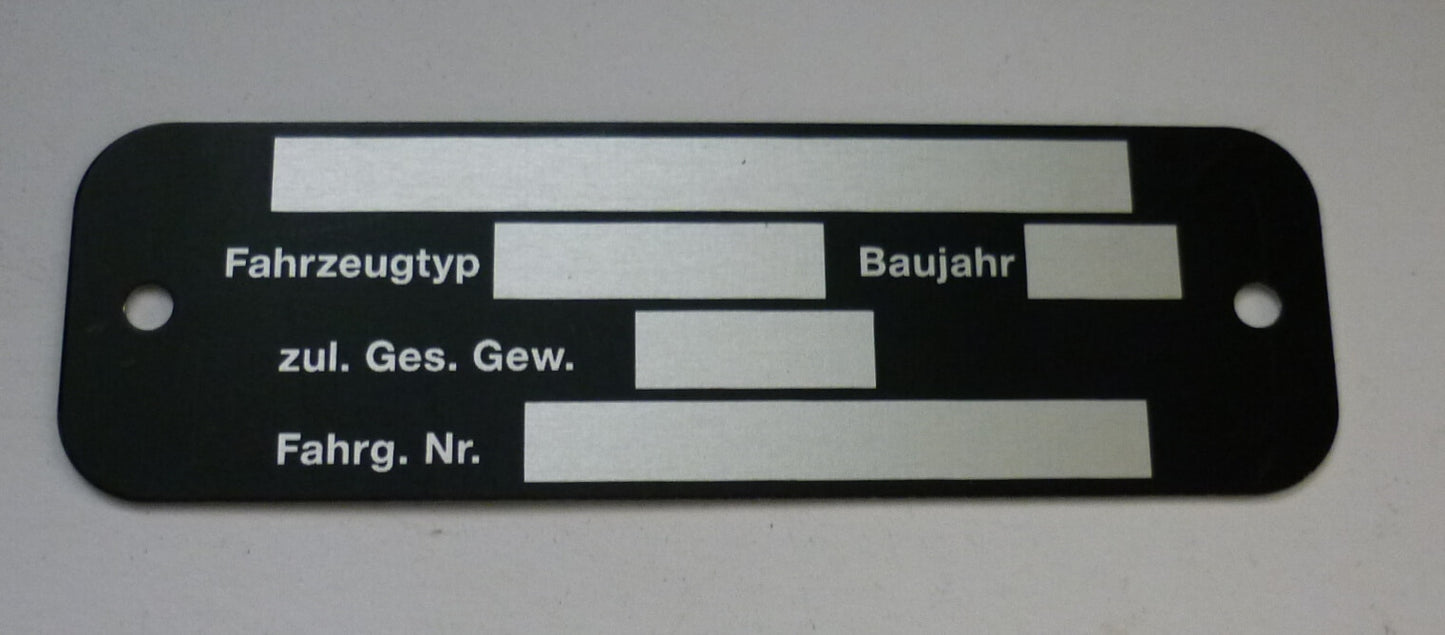 Fahrzeugtyp Baujahr
zul. Ges. Gew.
Fahrg. Nr.